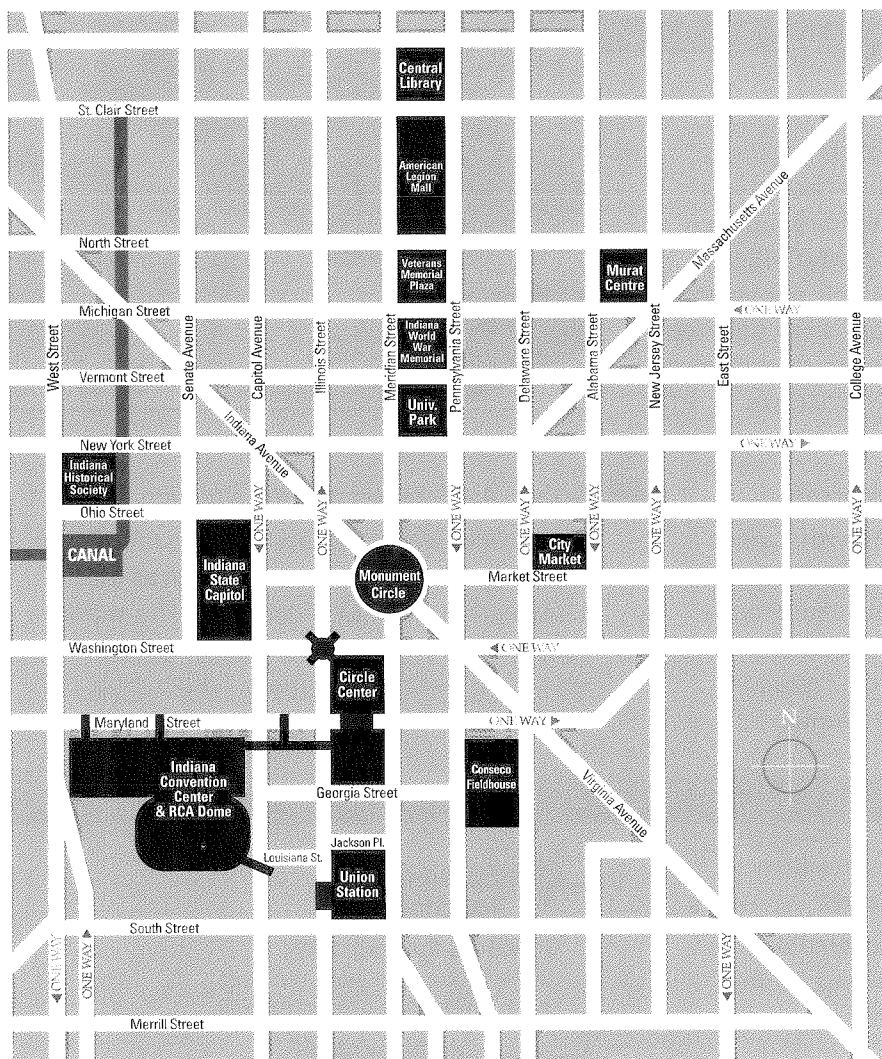 Central
Library
St. Clair Street
American
Legion
Mall
Massachusetts Avenue
North Street
Veterans
Memorial
Plaza
Murat
Centre
Michigan Street
ONE WAY
West Street
Senate Avenue
Capitol Avenue
Illinois Street
Meridian Street
Indiana
World
War
Memorial
Pennsylvania Street
Delaware Street
Alabama Street
New Jersey Street
East Street
College Avenue
Vermont Street
Univ.
Park
Indiana Avenue
New York Street
ONE WAY
Indiana
Historical
Society
Ohio Street
ONE WAY
ONE WAY
ONE WAY
ONE WAY
ONE WAY
ONE WAY
ONE WAY
CANAL
Indiana
State
Capitol
City
Market
Monument
Circle
Market Street
Washington Street
ONE WAY
Circle
Center
Maryland Street
ONE WAY
N
Indiana
Convention
Center
& RCA Dome
Conseco
Fieldhouse
Georgia Street
Virginia Avenue
Jackson Pl.
Louisiana St.
Union
Station
South Street
ONE WAY
ONE WAY
ONE WAY
Merrill Street